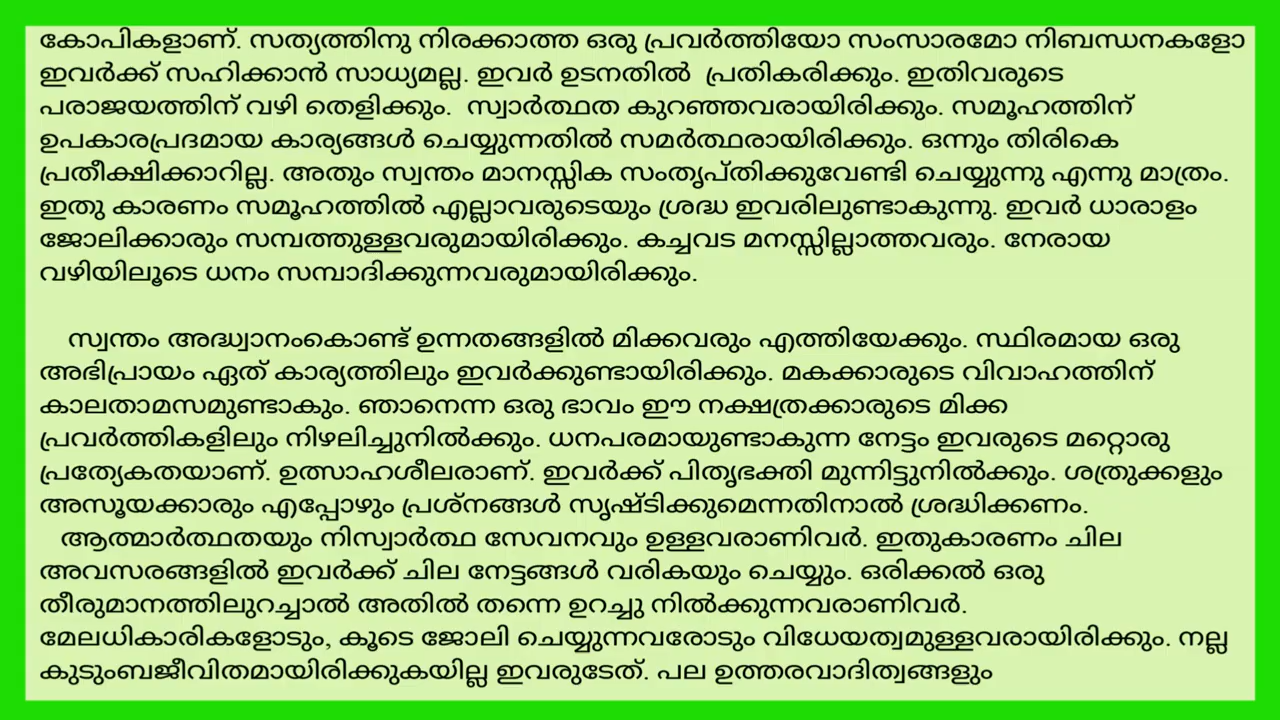 കോപികളാണ്. സത്യത്തിനു നിരക്കാത്ത ഒരു പ്രവർത്തിയോ സംസാരമോ നിബന്ധനകളോ
ഇവർക്ക് സഹിക്കാൻ സാധ്യമല്ല. ഇവർ ഉടനതിൽ പ്രതികരിക്കും. ഇതിവരുടെ
പരാജയത്തിന് വഴി തെളിക്കും. സ്വാർത്ഥത കുറഞ്ഞവരായിരിക്കും. സമൂഹത്തിന്
ഉപകാരപ്രദമായ കാര്യങ്ങൾ ചെയ്യുന്നതിൽ സമർത്ഥരായിരിക്കും. ഒന്നും തിരികെ
പ്രതീക്ഷിക്കാറില്ല. അതും സ്വന്തം മാനസ്സിക സംതൃപ്തിക്കുവേണ്ടി ചെയ്യുന്നു എന്നു മാത്രം.
ഇതു കാരണം സമൂഹത്തിൽ എല്ലാവരുടെയും ശ്രദ്ധ ഇവരിലുണ്ടാകുന്നു. ഇവർ ധാരാളം
ജോലിക്കാരും സമ്പത്തുള്ളവരുമായിരിക്കും. കച്ചവട മനസ്സില്ലാത്തവരും. നേരായ
വഴിയിലൂടെ ധനം സമ്പാദിക്കുന്നവരുമായിരിക്കും.
സ്വന്തം അദ്ധ്വാനംകൊണ്ട് ഉന്നതങ്ങളിൽ മിക്കവരും എത്തിയേക്കും. സ്ഥിരമായ ഒരു
അഭിപ്രായം ഏത് കാര്യത്തിലും ഇവർക്കുണ്ടായിരിക്കും. മകക്കാരുടെ വിവാഹത്തിന്
കാലതാമസമുണ്ടാകും. ഞാനെന്ന ഒരു ഭാവം ഈ നക്ഷത്രക്കാരുടെ മിക്ക
പ്രവർത്തികളിലും നിഴലിച്ചുനിൽക്കും. ധനപരമായുണ്ടാകുന്ന നേട്ടം ഇവരുടെ മറ്റൊരു
പ്രത്യേകതയാണ്. ഉത്സാഹശീലരാണ്. ഇവർക്ക് പിതൃഭക്തി മുന്നിട്ടുനിൽക്കും. ശത്രുക്കളും
അസൂയക്കാരും എപ്പോഴും പ്രശ്നങ്ങൾ സൃഷ്ടിക്കുമെന്നതിനാൽ ശ്രദ്ധിക്കണം.
ആത്മാർത്ഥതയും നിസ്വാർത്ഥ സേവനവും ഉള്ളവരാണിവർ. ഇതുകാരണം ചില
അവസരങ്ങളിൽ ഇവർക്ക് ചില നേട്ടങ്ങൾ വരികയും ചെയ്യും. ഒരിക്കൽ ഒരു
തീരുമാനത്തിലുറച്ചാൽ അതിൽ തന്നെ ഉറച്ചു നിൽക്കുന്നവരാണിവർ.
മേലധികാരികളോടും, കൂടെ ജോലി ചെയ്യുന്നവരോടും വിധേയത്വമുള്ളവരായിരിക്കും. നല്ല
കുടുംബജീവിതമായിരിക്കുകയില്ല ഇവരുടേത്. പല ഉത്തരവാദിത്വങ്ങളും